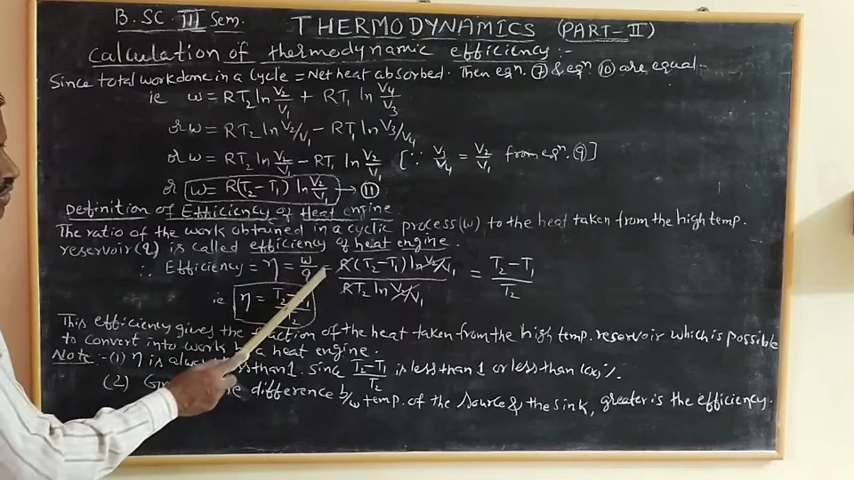 B.SC. III Sem. THERMODYNAMICS (PART-II)
Calculation of thermodynamic efficiency :-
Since total workdone in a cycle = Net heat absorbed. Then eqn. ⑦ & eqn. ⑩ are equal
ie w = RT₂ ln V₂/V₁ + RT₁ ln V₄/V₃
or w = RT₂ ln V₂/V₁ - RT₁ ln V₃/V₄
or w = RT₂ ln V₂/V₁ - RT₁ ln V₂/V₁ [∵ V₃/V₄ = V₂/V₁ from eqn. ⑨]
or w = R(T₂-T₁) ln V₂/V₁ → ⑪
Definition of Efficiency of Heat engine
The ratio of the work obtained in a cyclic process (w) to the heat taken from the high temp.
reservoir (q) is called efficiency of heat engine.
∴ Efficiency = η = w/q = R(T₂-T₁) ln V₂/V₁ / RT₂ ln V₂/V₁ = T₂-T₁ / T₂
ie η = T₂-T₁ / T₂
This efficiency gives the fraction of the heat taken from the high temp. reservoir which is possible
to convert into work by a heat engine.
Note :- (1) η is always less than 1. Since T₂-T₁ / T₂ is less than 1 or less than 100%.
(2) difference b/w temp. of the source & the sink, greater is the efficiency.